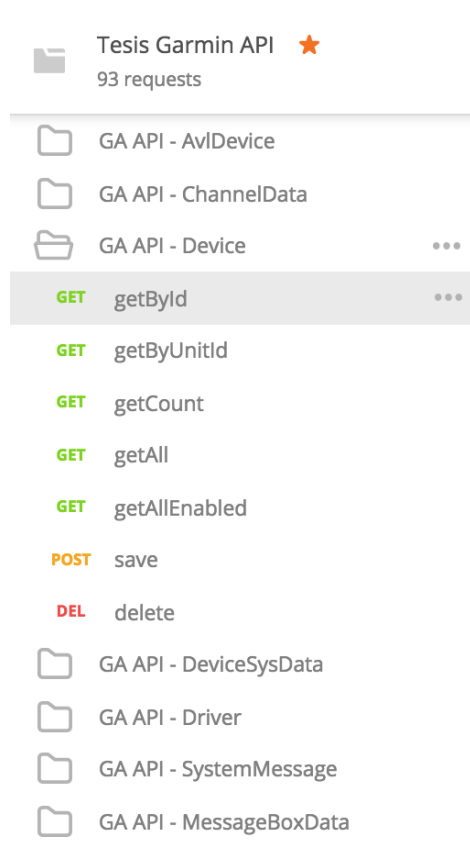 Tesis Garmin API
93 requests
GA API - AvlDevice
GA API - ChannelData
GA API - Device
GET getById
GET getByUnitId
GET getCount
GET getAll
GET getAllEnabled
POST save
DEL delete
GA API - DeviceSysData
GA API - Driver
GA API - SystemMessage
GA API - MessageBoxData